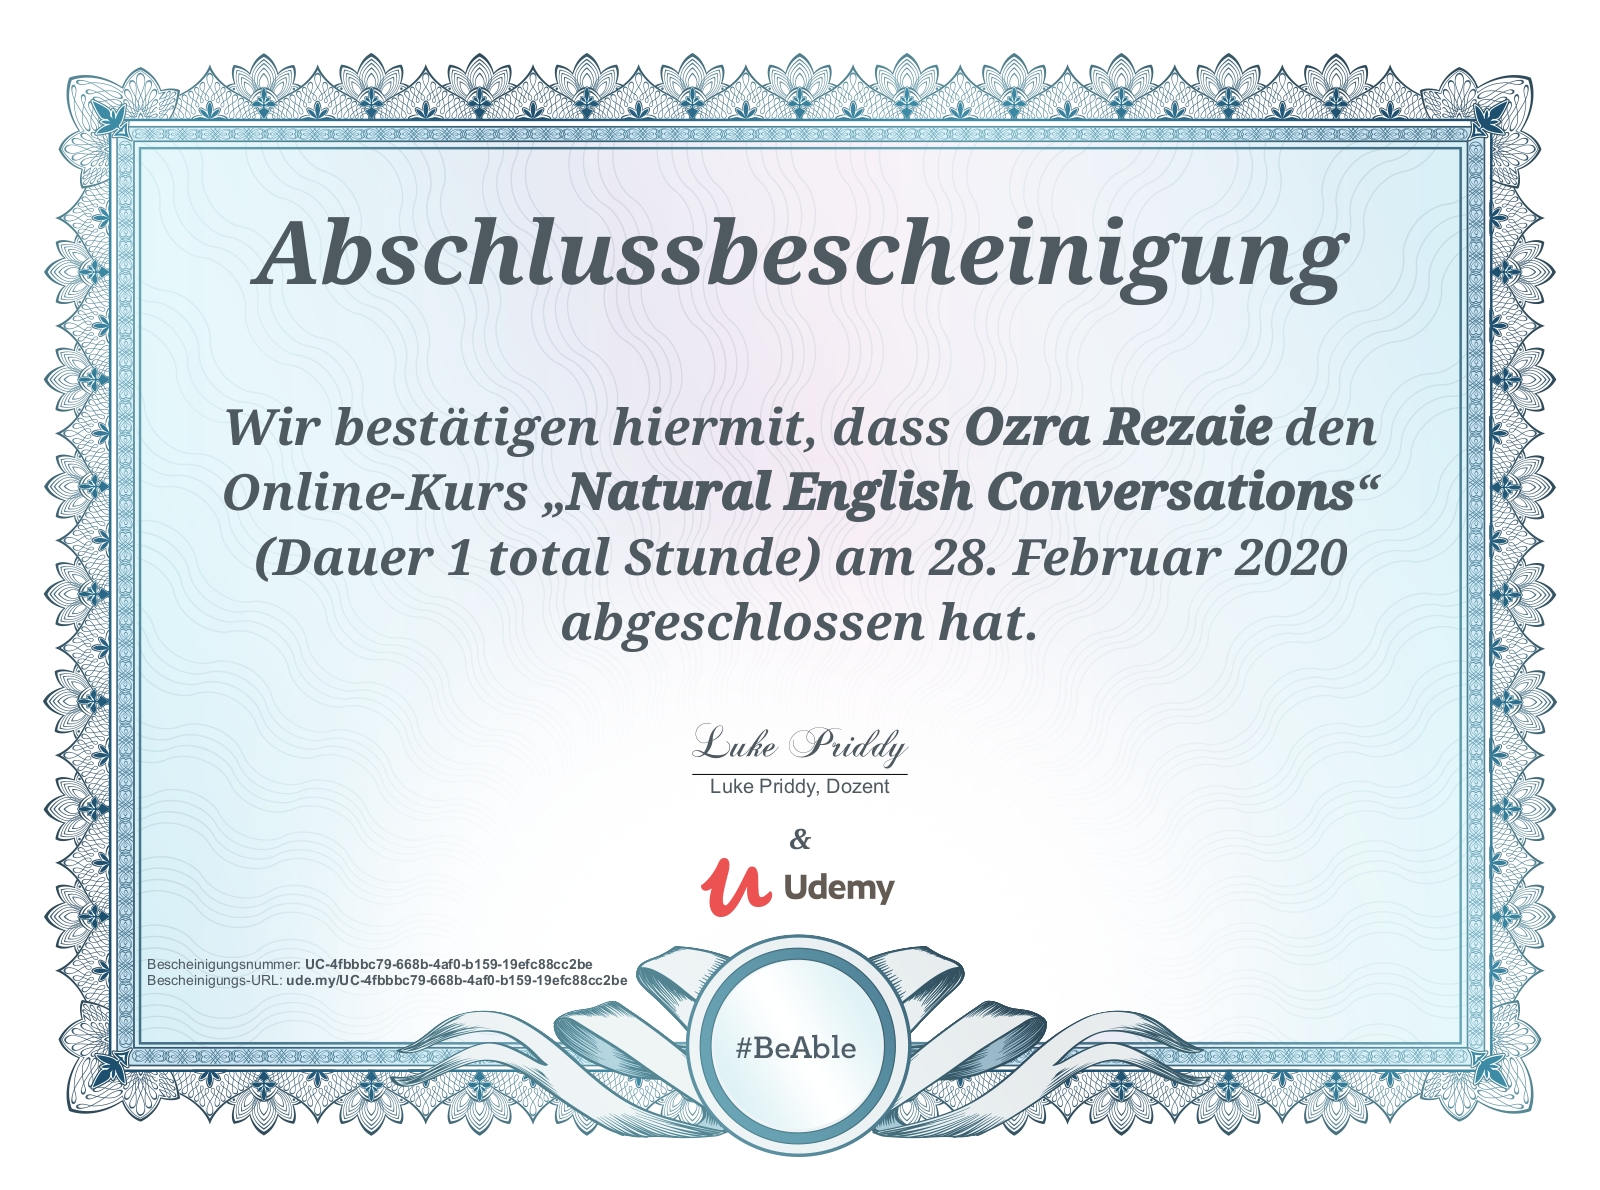 Abschlussbescheinigung
Wir bestätigen hiermit, dass Ozra Rezaie den
Online-Kurs „Natural English Conversations“
(Dauer 1 total Stunde) am 28. Februar 2020
abgeschlossen hat.
Luke Priddy
Luke Priddy, Dozent
&
Udemy
Bescheinigungsnummer: UC-4fbbbc79-668b-4af0-b159-19efc88cc2be
Bescheinigungs-URL: ude.my/UC-4fbbbc79-668b-4af0-b159-19efc88cc2be
#BeAble